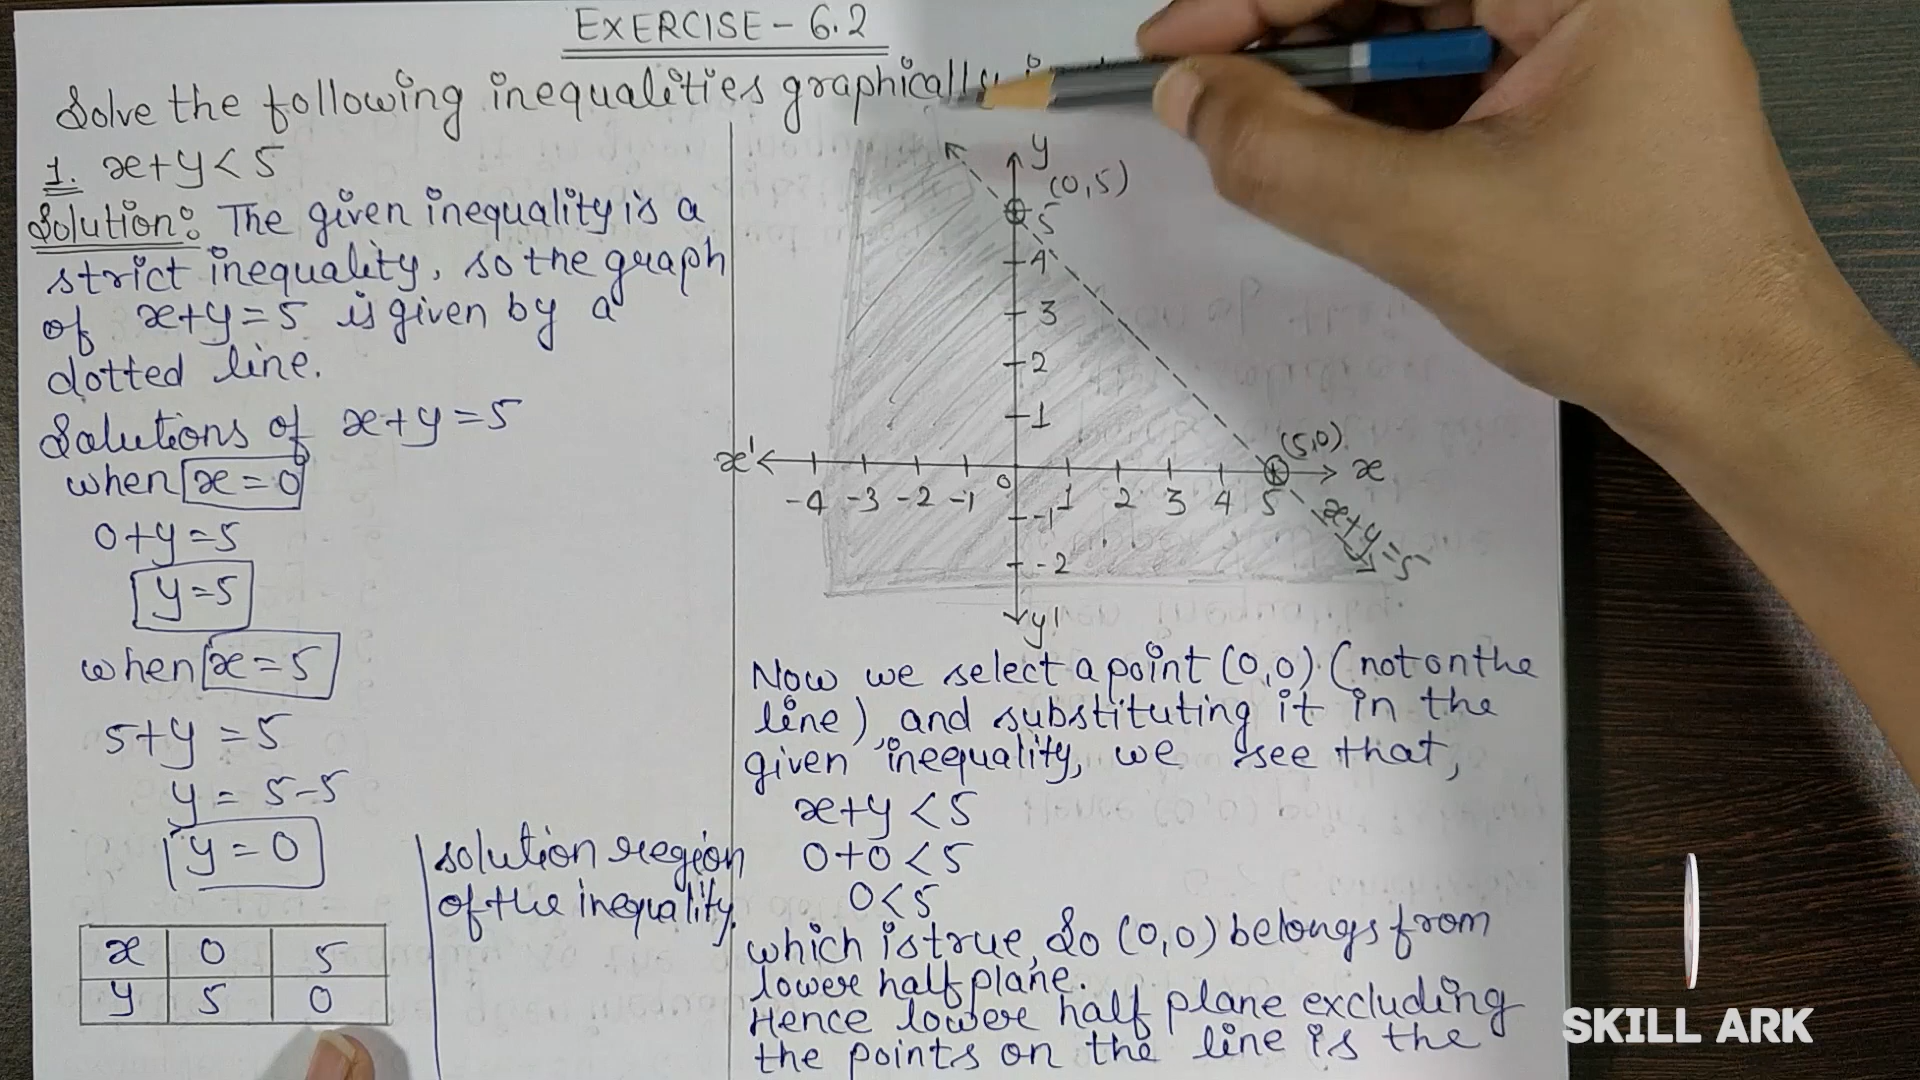 EXERCISE - 6.2
Solve the following inequalities graphically
1. x+y<5
Solution: The given inequality is a
strict inequality, so the graph
of x+y=5 is given by a
dotted line.
Solutions of x+y=5
when x=0
0+y=5
y=5
when x=5
5+y=5
y=5-5
y=0
x 0 5
y 5 0
y
(0,5)
5
4
3
2
1
(5,0)
x' x
-4 -3 -2 -1 0 1 2 3 4 5
-1
-2
x+y=5
y'
Now we select a point (0,0) (not on the
line), and substituting it in the
given inequality, we see that,
x+y<5
0+0<5
0<5
which is true, So (0,0) belongs from
lower half plane.
Hence lower half plane excluding
the points on the line is the
solution region
of the inequality.
SKILL ARK